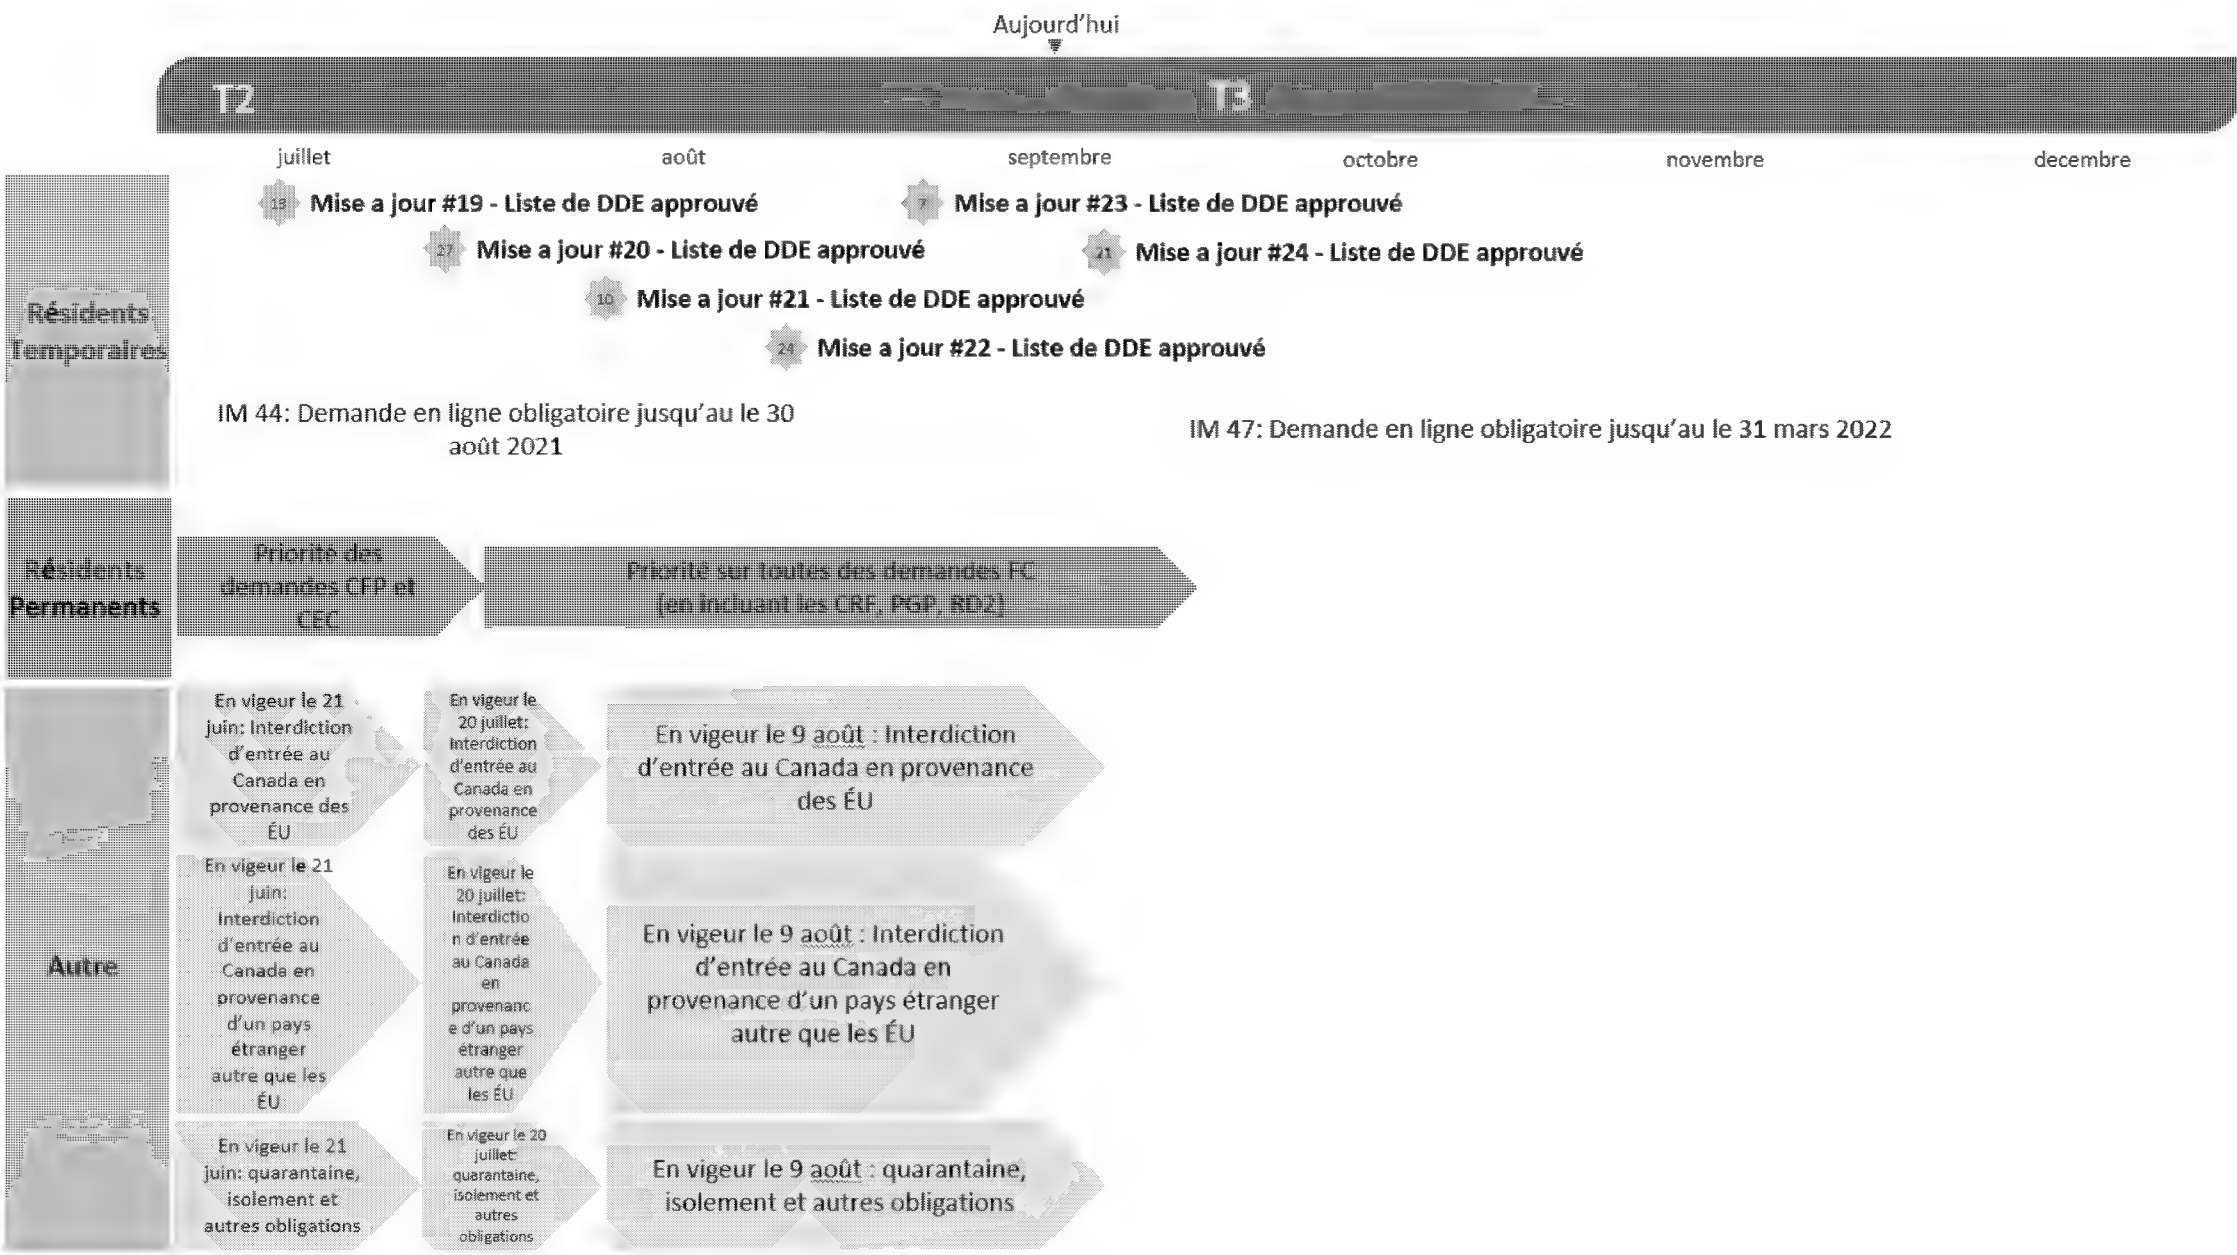 Aujourd'hui
T2
T3
juillet
août
septembre
octobre
novembre
decembre
Résidents
Temporaires
13
Mise a jour #19 - Liste de DDE approuvé
7
Mise a jour #23 - Liste de DDE approuvé
27
Mise a jour #20 - Liste de DDE approuvé
21
Mise a jour #24 - Liste de DDE approuvé
10
Mise a jour #21 - Liste de DDE approuvé
24
Mise a jour #22 - Liste de DDE approuvé
IM 44: Demande en ligne obligatoire jusqu'au le 30
août 2021
IM 47: Demande en ligne obligatoire jusqu'au le 31 mars 2022
Résidents
Permanents
Priorité des
demandes CFP et
CEC
Priorité sur toutes des demandes FC
(en incluant les CRF, PGP, RD2)
Autre
En vigeur le 21
juin: Interdiction
d'entrée au
Canada en
provenance des
ÉU
En vigeur le
20 juillet:
Interdiction
d'entrée au
Canada en
provenance
des ÉU
En vigeur le 9 août : Interdiction
d'entrée au Canada en provenance
des ÉU
En vigeur le 21
juin:
Interdiction
d'entrée au
Canada en
provenance
d'un pays
étranger
autre que les
ÉU
En vigeur le
20 juillet:
Interdictio
n d'entrée
au Canada
en
provenanc
e d'un pays
étranger
autre que
les ÉU
En vigeur le 9 août : Interdiction
d'entrée au Canada en
provenance d'un pays étranger
autre que les ÉU
En vigeur le 21
juin: quarantaine,
isolement et
autres obligations
En vigeur le 20
juillet:
quarantaine,
isolement et
autres
obligations
En vigeur le 9 août : quarantaine,
isolement et autres obligations